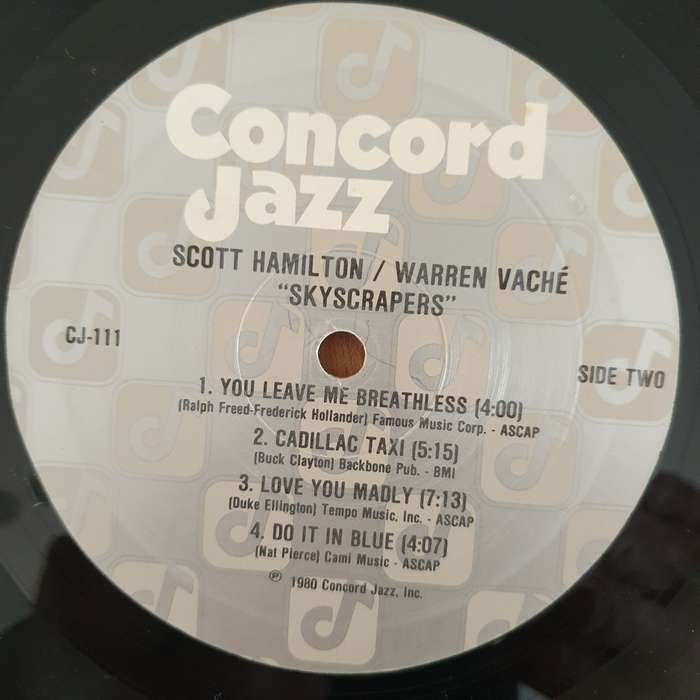 Concord
Jazz
SCOTT HAMILTON / WARREN VACHÉ
"SKYSCRAPERS"
CJ-111
SIDE TWO
1. YOU LEAVE ME BREATHLESS (4:00)
(Ralph Freed-Frederick Hollander) Famous Music Corp. - ASCAP
2. CADILLAC TAXI (5:15)
(Buck Clayton) Backbone Pub. - BMI
3. LOVE YOU MADLY (7:13)
(Duke Ellington) Tempo Music, Inc. - ASCAP
4. DO IT IN BLUE (4:07)
(Nat Pierce) Cami Music - ASCAP
℗ 1980 Concord Jazz, Inc.